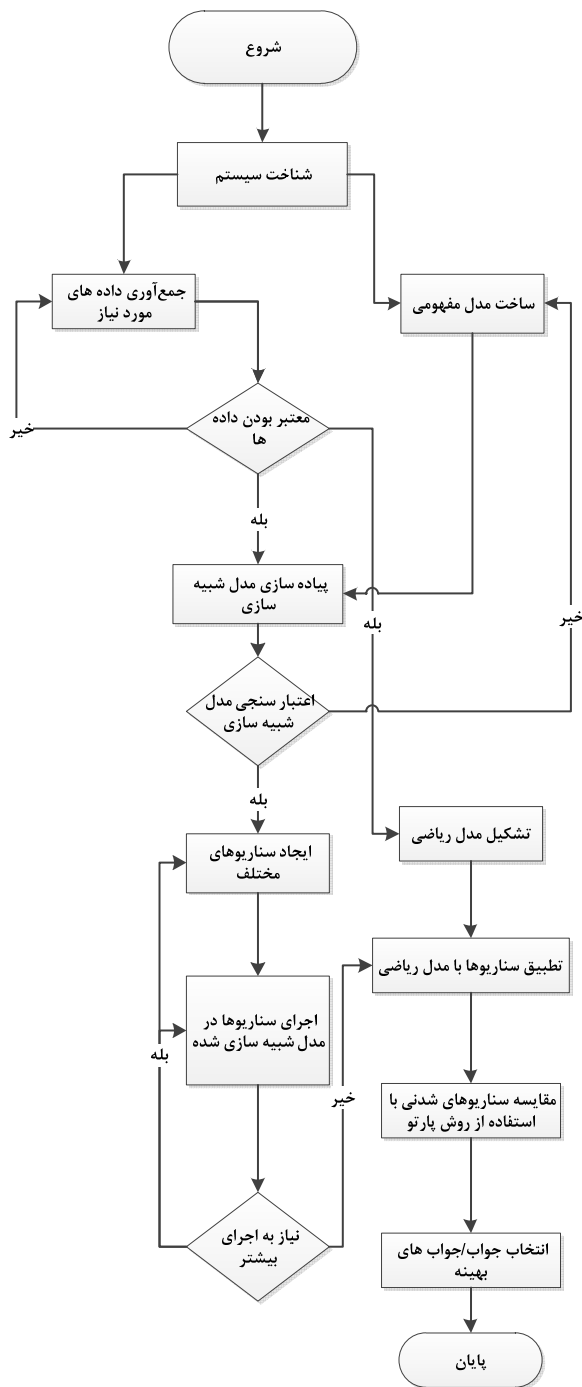 شروع
شناخت سیستم
جمع‌آوری داده های
مورد نیاز
ساخت مدل مفهومی
معتبر بودن داده
ها
خیر
بله
پیاده سازی مدل شبیه
سازی
بله
خیر
اعتبار سنجی مدل
شبیه سازی
بله
ایجاد سناریوهای
مختلف
تشکیل مدل ریاضی
تطبیق سناریوها با مدل ریاضی
اجرای سناریوها در
مدل شبیه سازی شده
بله
خیر
مقایسه سناریوهای شدنی با
استفاده از روش پارتو
نیاز به اجرای
بیشتر
انتخاب جواب/جواب های
بهینه
پایان